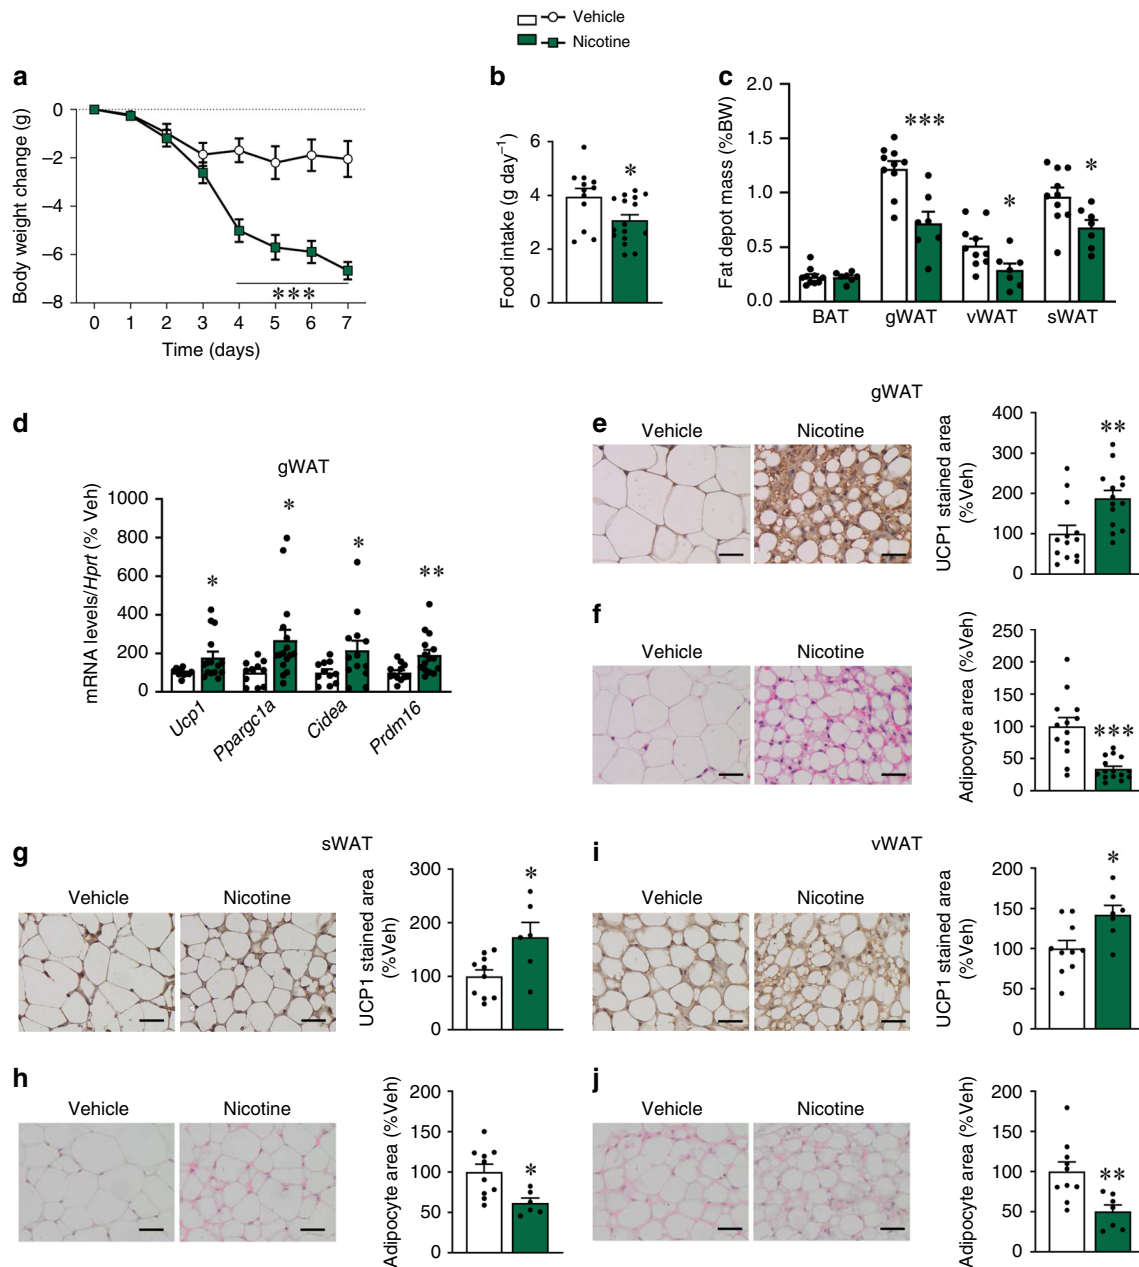 Vehicle
Nicotine
a
Body weight change (g)
0
−2
−4
−6
−8
***
0 1 2 3 4 5 6 7
Time (days)
b
Food intake (g day⁻¹)
6
4
2
0
*
c
Fat depot mass (%BW)
2.0
1.5
1.0
0.5
0.0
***
*
*
BAT gWAT vWAT sWAT
d
gWAT
mRNA levels/Hprt (% Veh)
1000
800
600
400
200
0
*
*
*
**
Ucp1 Ppargc1a Cidea Prdm16
gWAT
e
Vehicle Nicotine
UCP1 stained area
(%Veh)
400
300
200
100
0
**
f
Adipocyte area (%Veh)
250
200
150
100
50
0
***
sWAT
g
Vehicle Nicotine
UCP1 stained area
(%Veh)
300
200
100
0
*
vWAT
i
Vehicle Nicotine
UCP1 stained area
(%Veh)
200
150
100
50
0
*
h
Vehicle Nicotine
Adipocyte area (%Veh)
200
150
100
50
0
*
j
Vehicle Nicotine
Adipocyte area (%Veh)
200
150
100
50
0
**